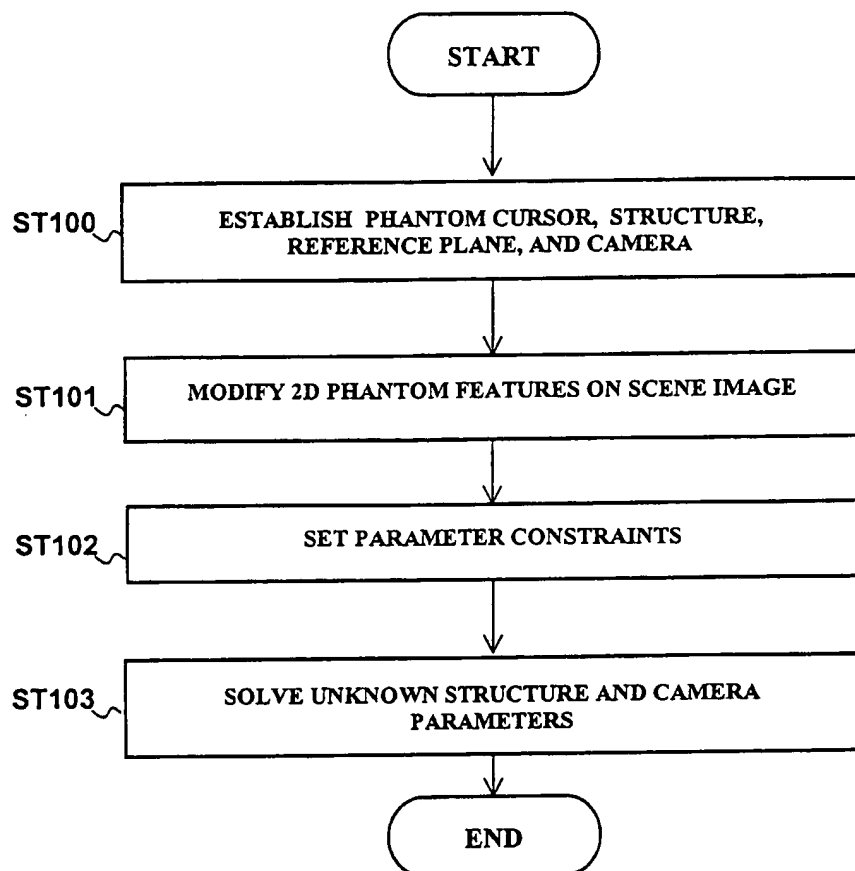 START
ST100
ESTABLISH PHANTOM CURSOR, STRUCTURE,
REFERENCE PLANE, AND CAMERA
ST101
MODIFY 2D PHANTOM FEATURES ON SCENE IMAGE
ST102
SET PARAMETER CONSTRAINTS
ST103
SOLVE UNKNOWN STRUCTURE AND CAMERA
PARAMETERS
END